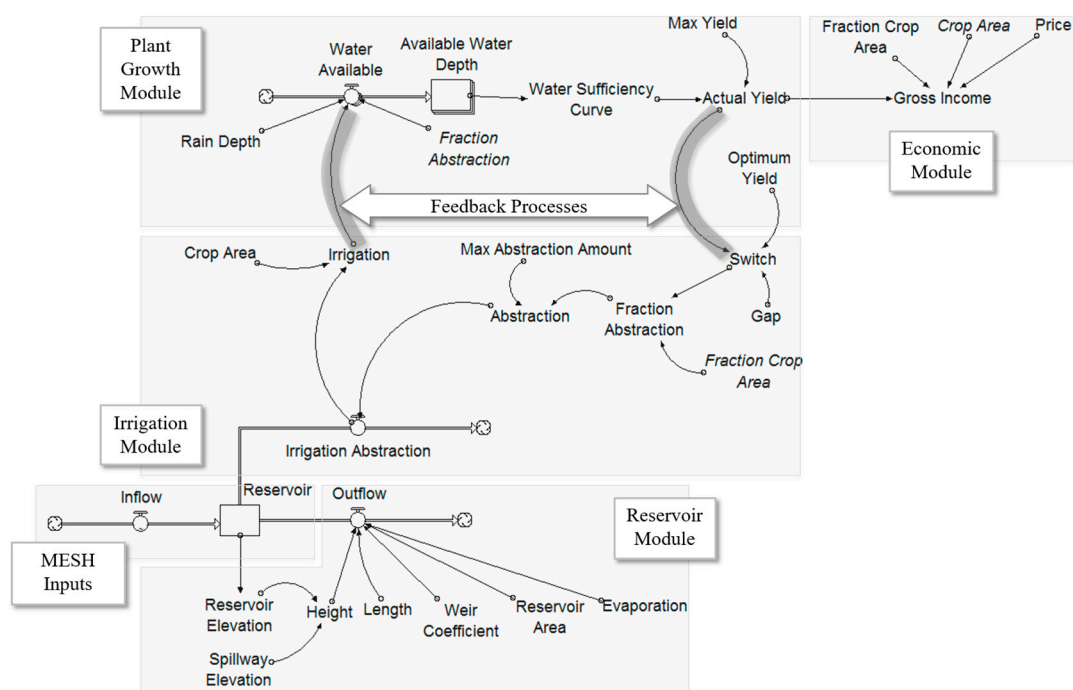 Plant
Growth
Module
Water
Available
Available Water
Depth
Rain Depth
Fraction
Abstraction
Water Sufficiency
Curve
Max Yield
Actual Yield
Fraction Crop
Area
Crop Area
Price
Gross Income
Economic
Module
Optimum
Yield
Feedback Processes
Crop Area
Irrigation
Max Abstraction Amount
Switch
Abstraction
Fraction
Abstraction
Gap
Fraction Crop
Area
Irrigation
Module
Irrigation Abstraction
Inflow
Reservoir
Outflow
Reservoir
Module
MESH
Inputs
Reservoir
Elevation
Height
Length
Weir
Coefficient
Reservoir
Area
Evaporation
Spillway
Elevation